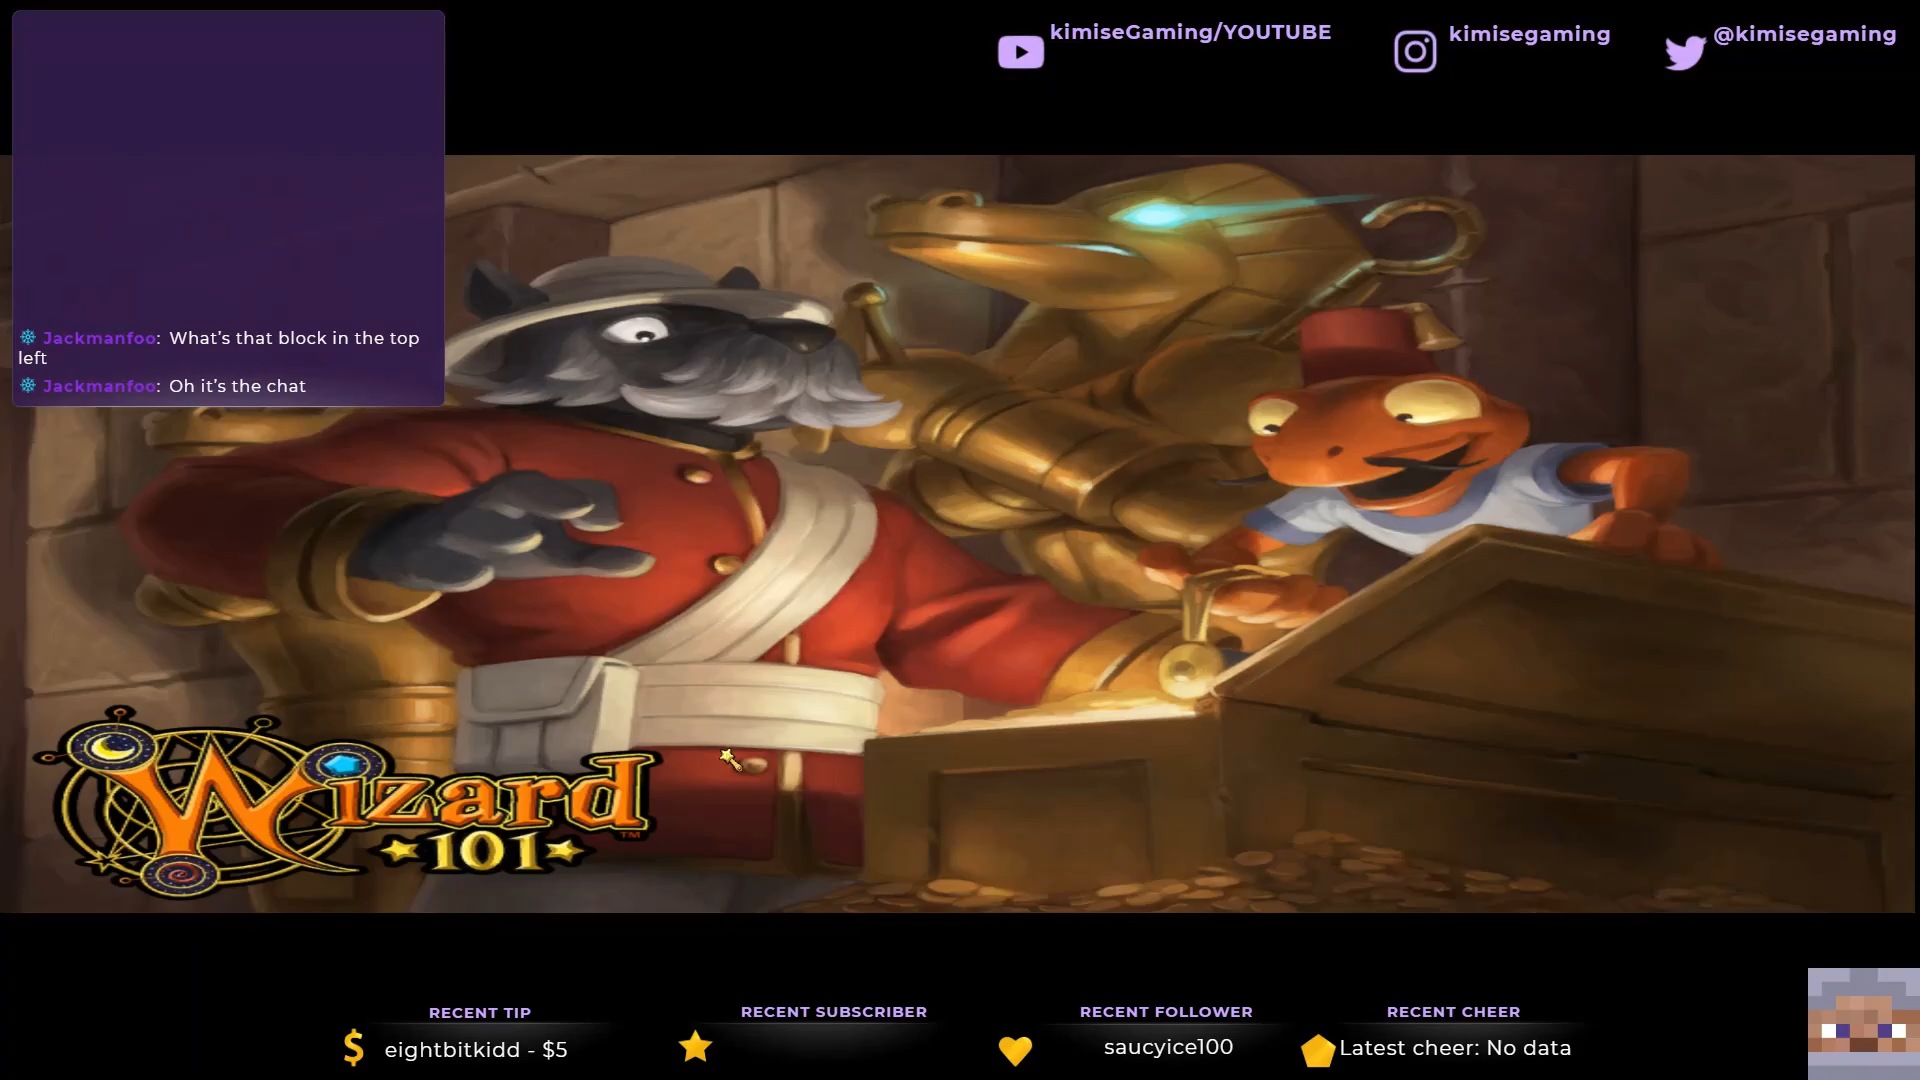 kimiseGaming/YOUTUBE
kimisegaming
@kimisegaming
Jackmanfoo: What's that block in the top
left
Jackmanfoo: Oh it's the chat
Wizard
TM
101
RECENT TIP
eightbitkidd - $5
RECENT SUBSCRIBER
RECENT FOLLOWER
saucyice100
RECENT CHEER
Latest cheer: No data